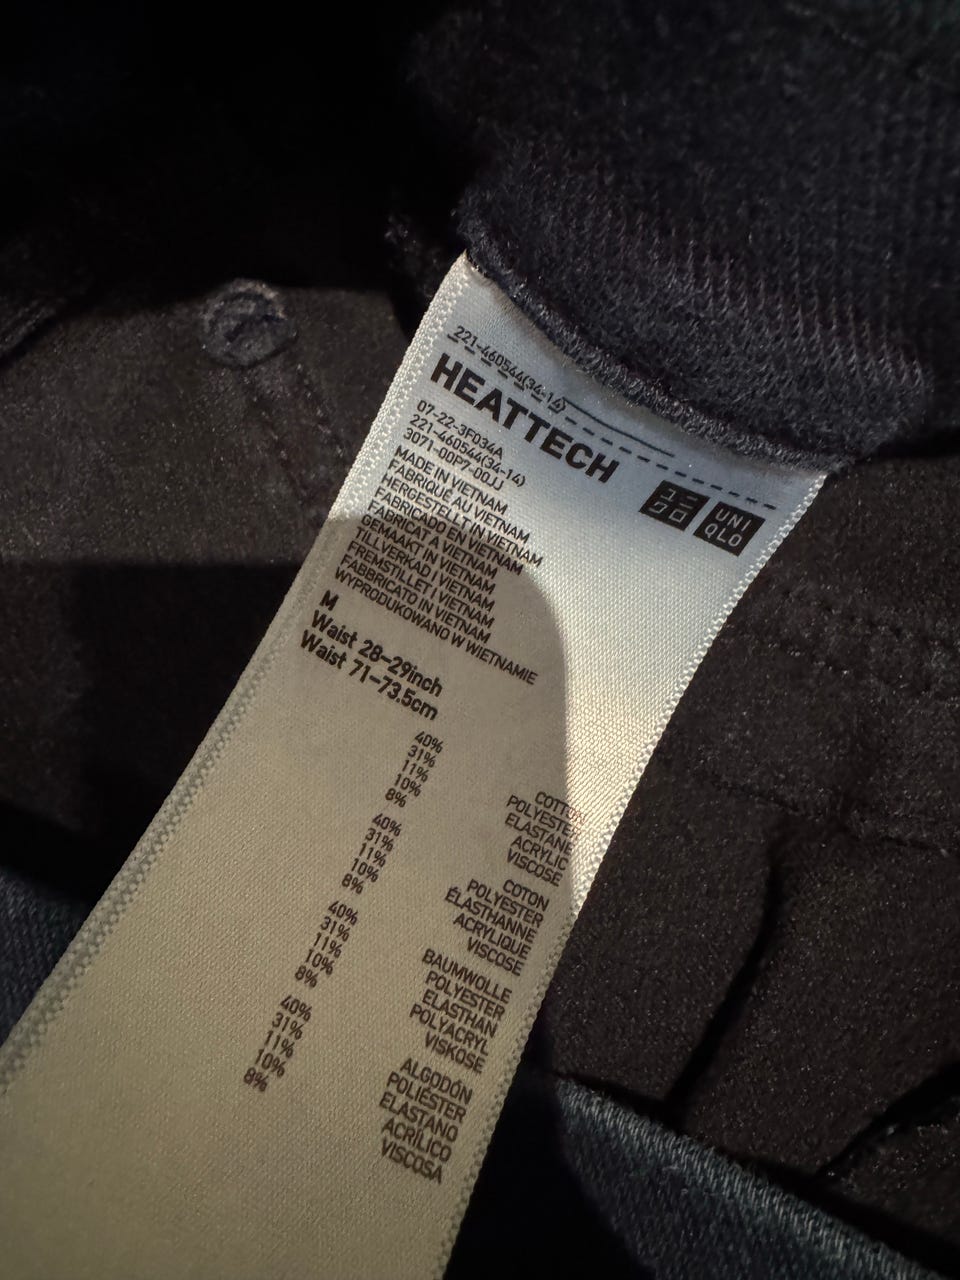 221-460544(34-14)
HEATTECH
UNI
QLO
07-22-3F034A
221-460544(34-14)
3071-00P7-00JJ
MADE IN VIETNAM
FABRIQUÉ AU VIETNAM
HERGESTELLT IN VIETNAM
FABRICADO EN VIETNAM
FABRICAT A VIETNAM
GEMAAKT IN VIETNAM
TILLVERKAD I VIETNAM
FREMSTILLET I VIETNAM
FABBRICATO IN VIETNAM
WYPRODUKOWANO W WIETNAMIE
M
Waist 28-29inch
Waist 71-73.5cm
40% COTTON
31% POLYESTER
11% ELASTANE
10% ACRYLIC
8% VISCOSE
40% COTON
31% POLYESTER
11% ÉLASTHANNE
10% ACRYLIQUE
8% VISCOSE
40% BAUMWOLLE
31% POLYESTER
11% ELASTHAN
10% POLYACRYL
8% VISKOSE
40% ALGODÓN
31% POLIÉSTER
11% ELASTANO
10% ACRÍLICO
8% VISCOSA